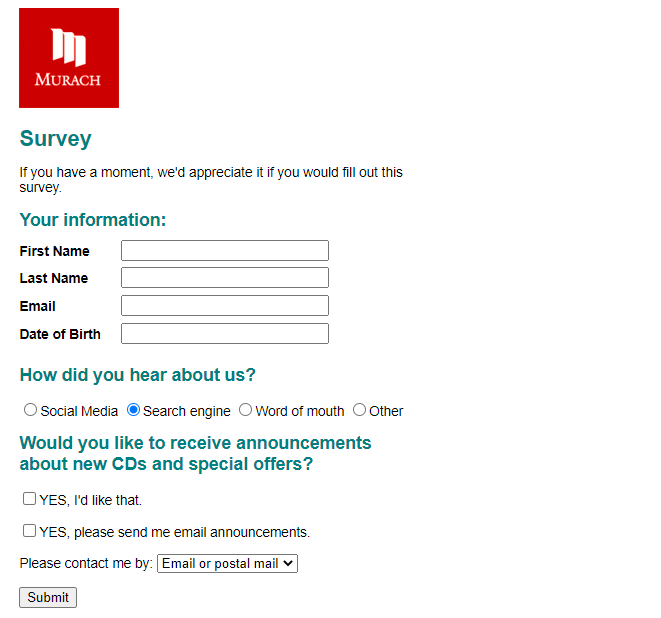 MURACH
Survey
If you have a moment, we'd appreciate it if you would fill out this
survey.
Your information:
First Name
Last Name
Email
Date of Birth
How did you hear about us?
Social Media Search engine Word of mouth Other
Would you like to receive announcements
about new CDs and special offers?
YES, I'd like that.
YES, please send me email announcements.
Please contact me by: Email or postal mail
Submit